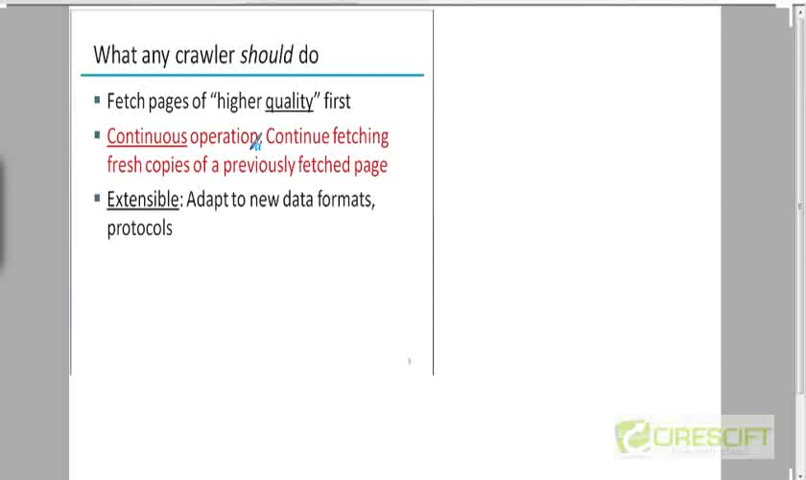 What any crawler should do
Fetch pages of “higher quality” first
Continuous operation: Continue fetching
fresh copies of a previously fetched page
Extensible: Adapt to new data formats,
protocols
CIRESCIFT